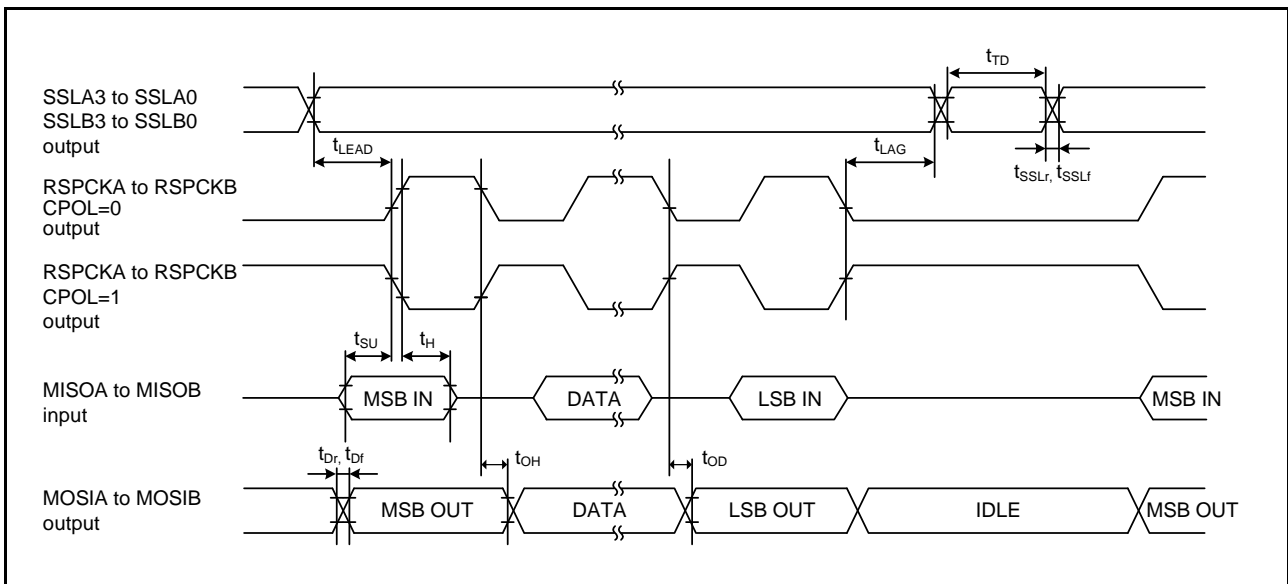 tTD
SSLA3 to SSLA0
SSLB3 to SSLB0
output
tLEAD
tLAG
tSSLr, tSSLf
RSPCKA to RSPCKB
CPOL=0
output
RSPCKA to RSPCKB
CPOL=1
output
tSU
tH
MISOA to MISOB
input
MSB IN
DATA
LSB IN
MSB IN
tDr, tDf
tOH
tOD
MOSIA to MOSIB
output
MSB OUT
DATA
LSB OUT
IDLE
MSB OUT